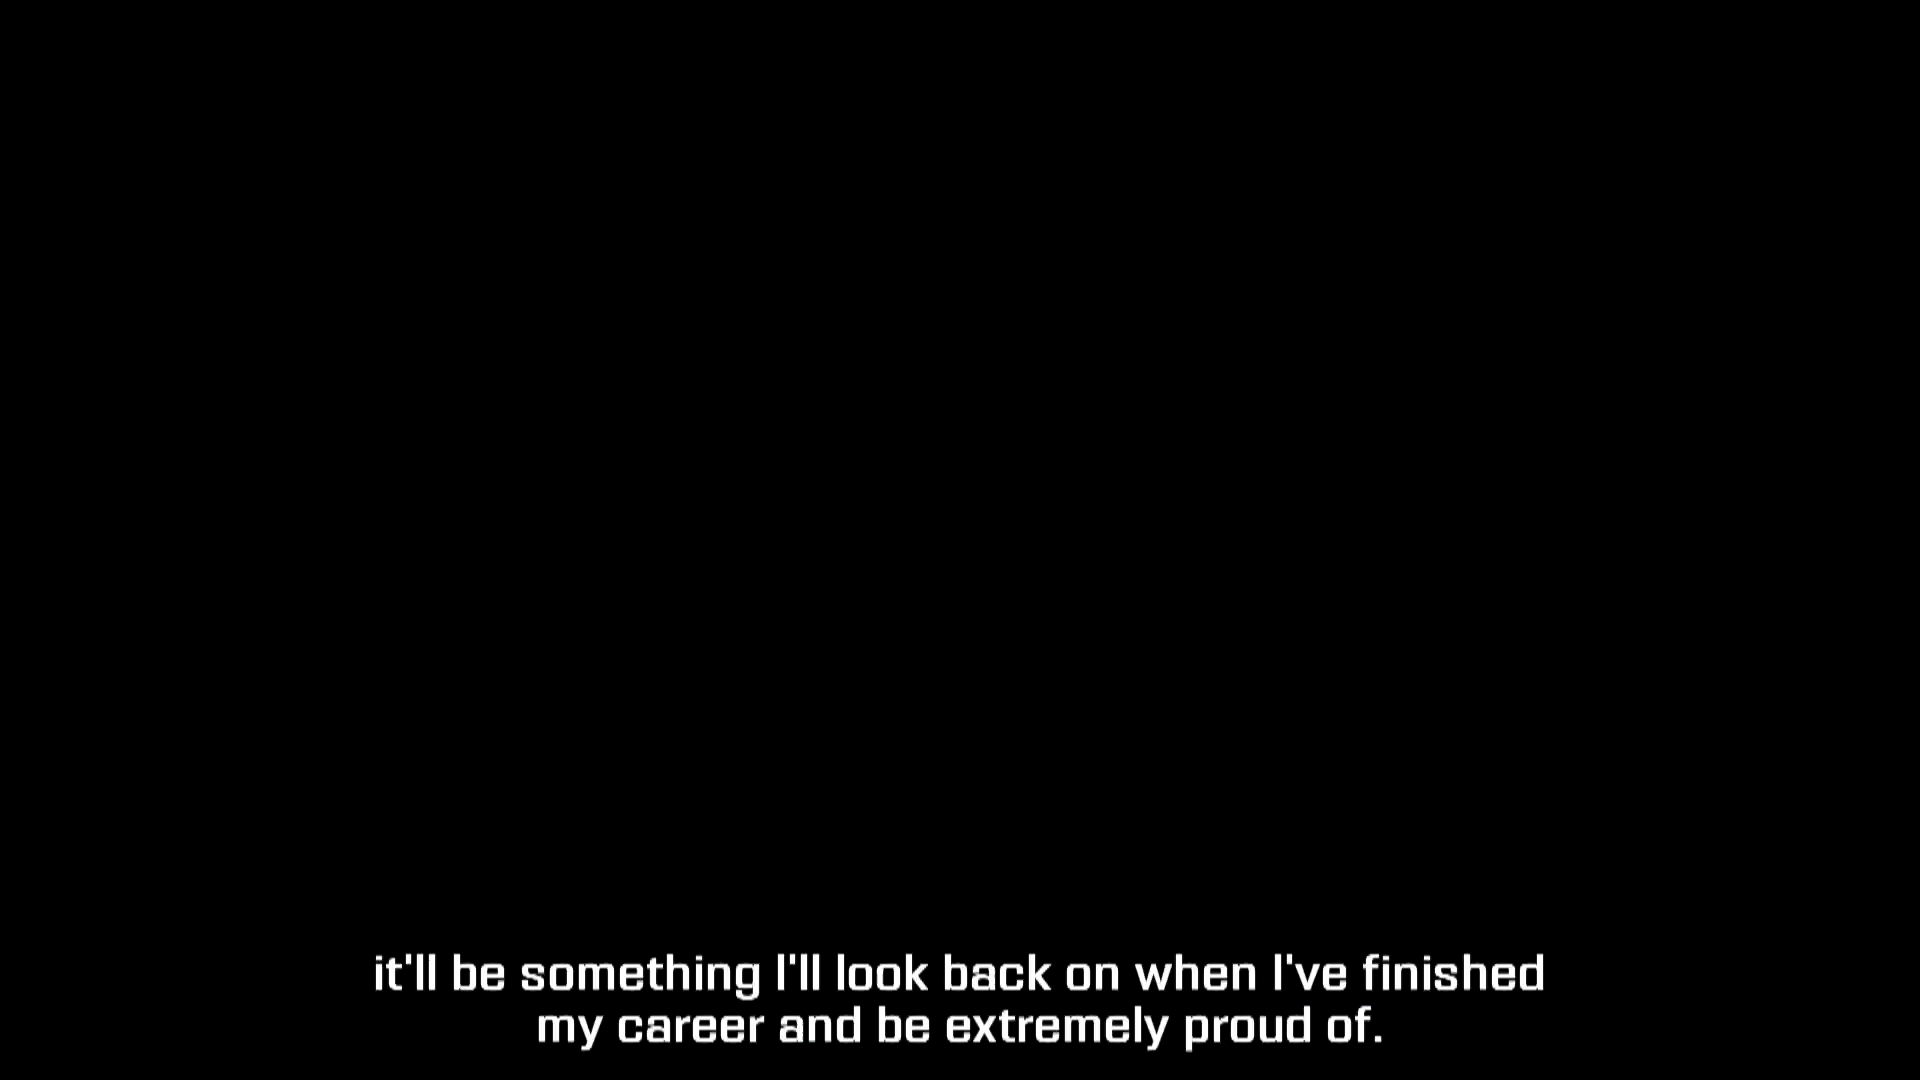 it'll be something I'll look back on when I've finished
my career and be extremely proud of.